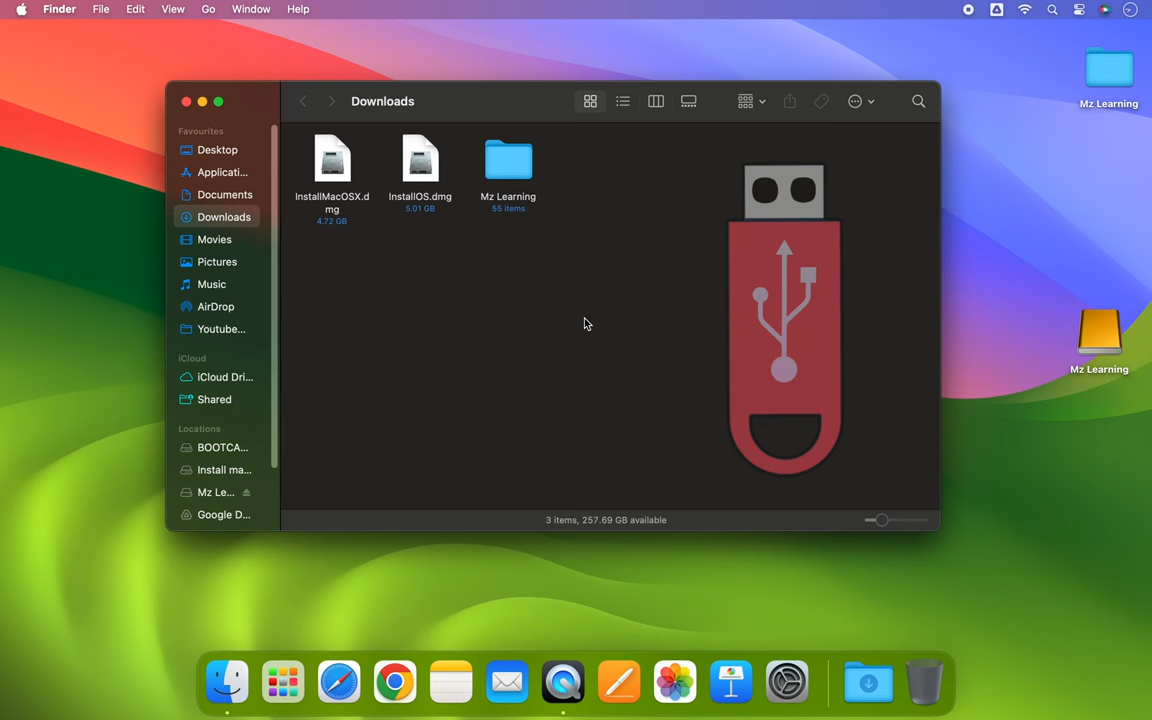 Finder File Edit View Go Window Help
Mz Learning
Downloads
Favourites
Desktop
Applicati...
Documents
Downloads
Movies
Pictures
Music
AirDrop
Youtube...
iCloud
iCloud Dri...
Shared
Locations
BOOTCA...
Install ma...
Mz Le...
Google D...
InstallMacOSX.d
mg
4.72 GB
InstallOS.dmg
5.01 GB
Mz Learning
55 items
3 items, 257.69 GB available
Mz Learning